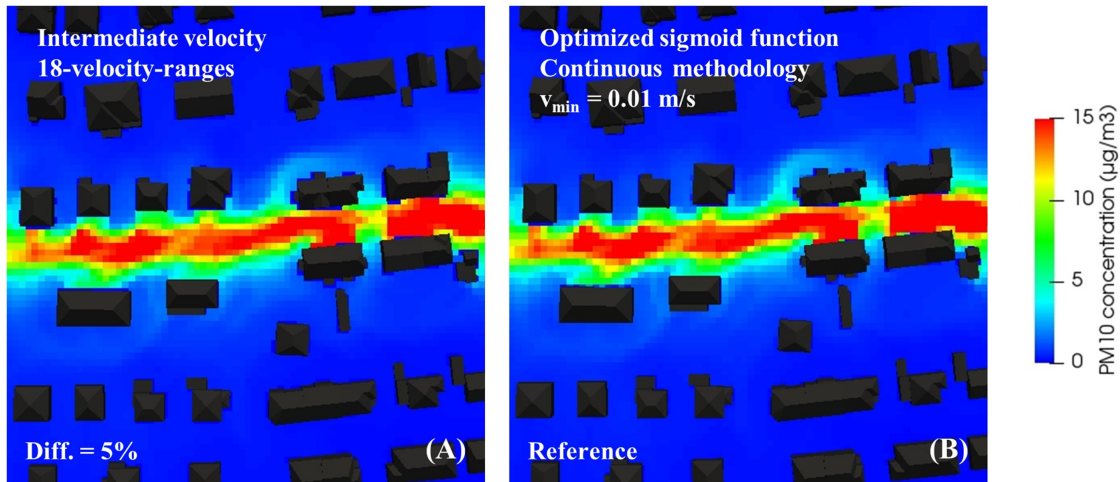 Intermediate velocity
18-velocity-ranges
Diff. = 5%
(A)
Optimized sigmoid function
Continuous methodology
vmin = 0.01 m/s
Reference
(B)
15
10
5
0
PM10 concentration (µg/m3)